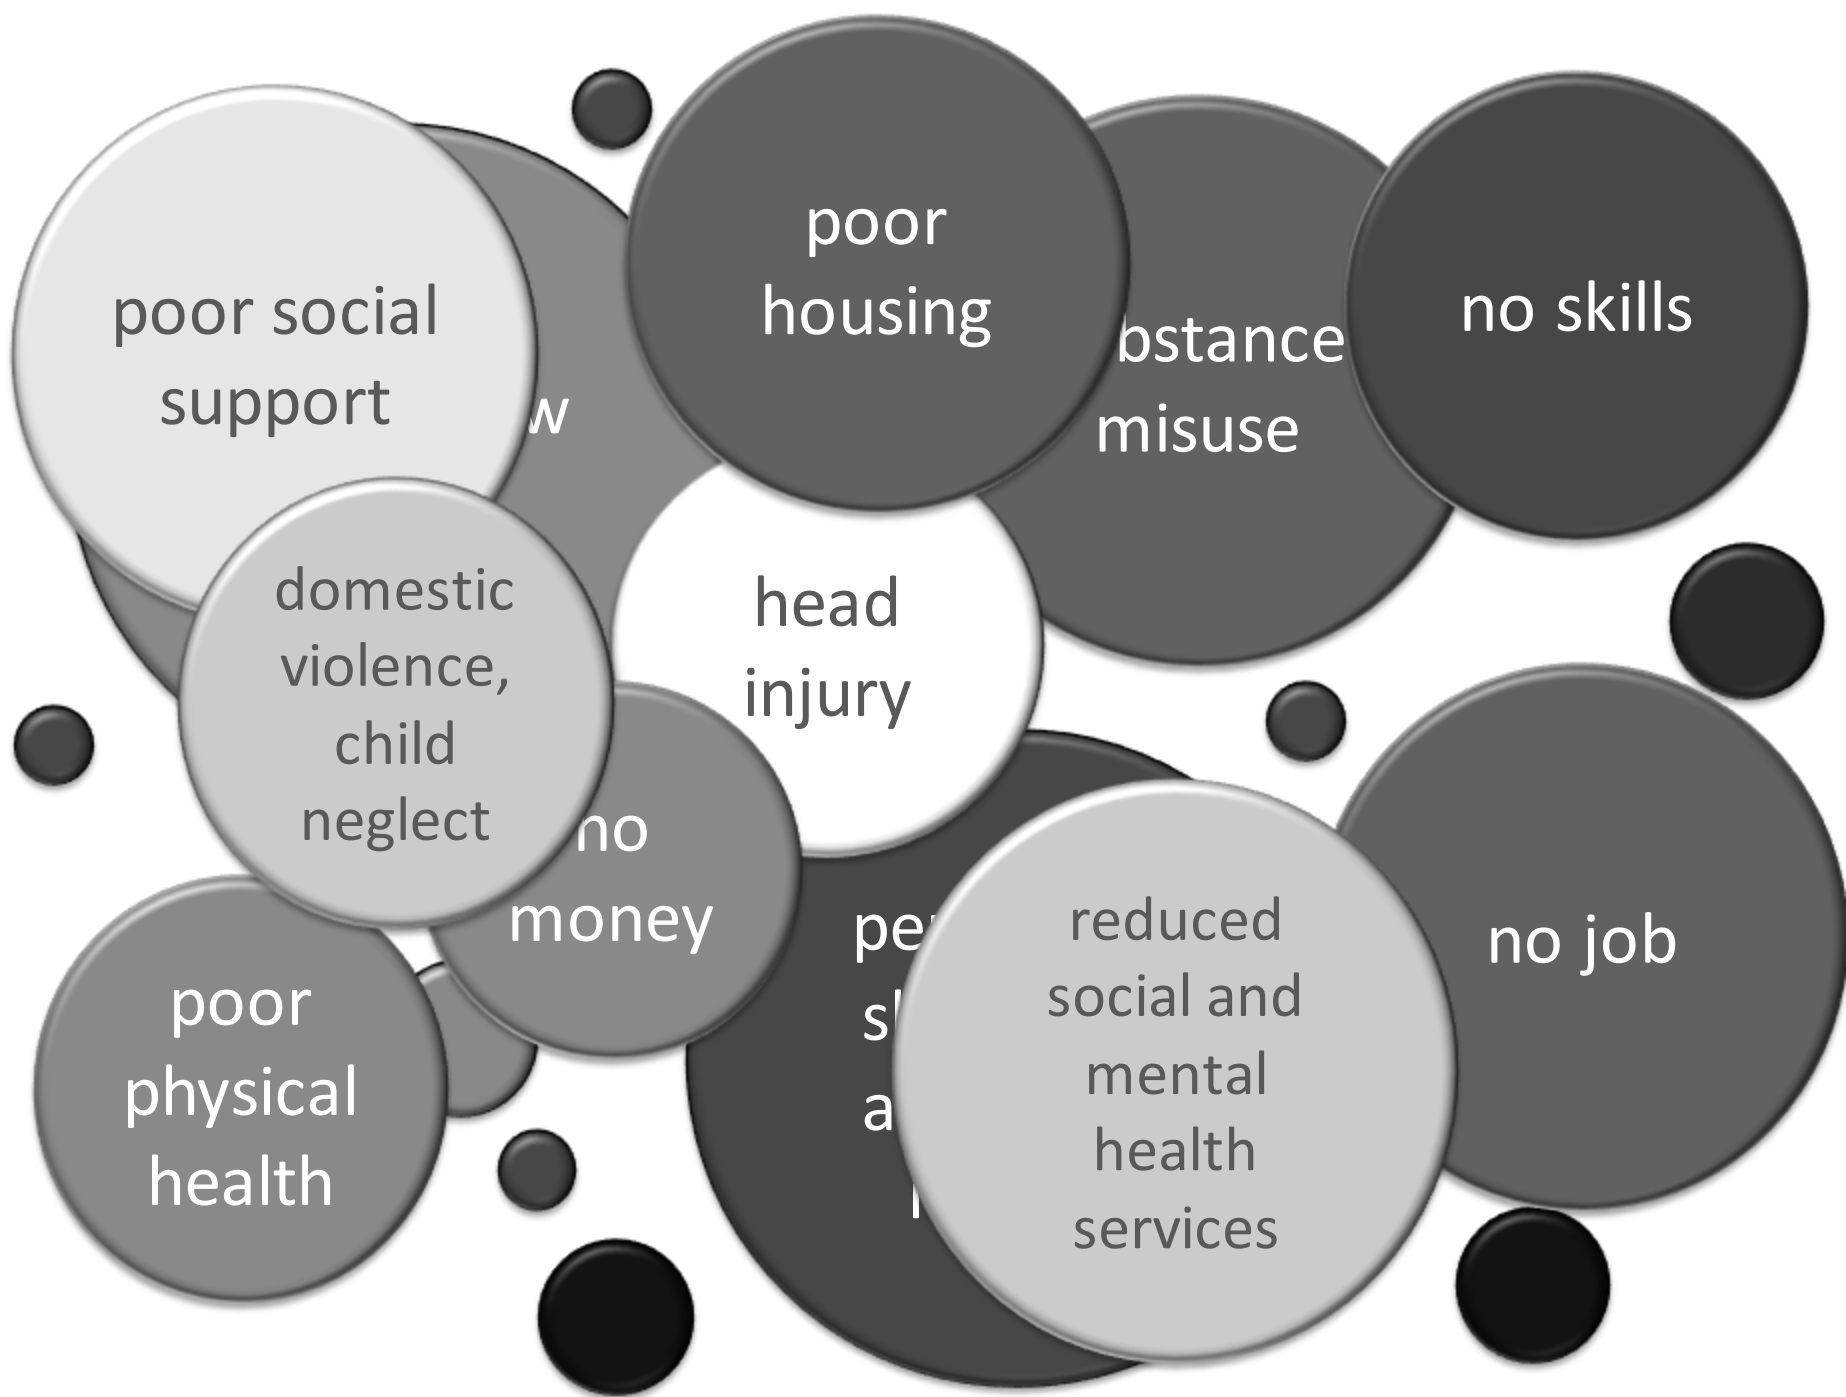 poor social
support
poor
housing
misuse
no skills
domestic
violence,
child
neglect
head
injury
no
money
poor
physical
health
reduced
social and
mental
health
services
no job